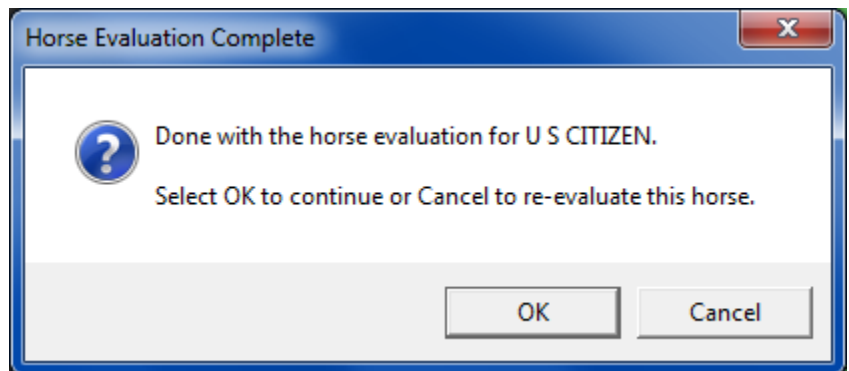 Horse Evaluation Complete
Done with the horse evaluation for U S CITIZEN.
Select OK to continue or Cancel to re-evaluate this horse.
OK
Cancel